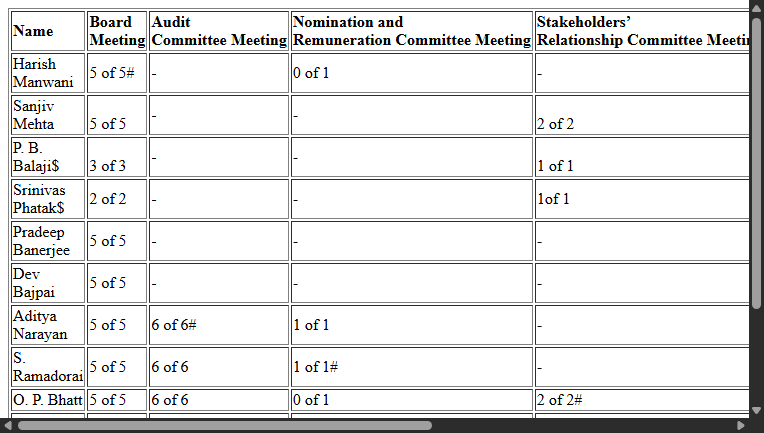 Name | Board Meeting | Audit Committee Meeting | Nomination and Remuneration Committee Meeting | Stakeholders’ Relationship Committee
Harish Manwani | 5 of 5# | - | 0 of 1 | -
Sanjiv Mehta | 5 of 5 | - | - | 2 of 2
P. B. Balaji$ | 3 of 3 | - | - | 1 of 1
Srinivas Phatak$ | 2 of 2 | - | - | 1of 1
Pradeep Banerjee | 5 of 5 | - | - | -
Dev Bajpai | 5 of 5 | - | - | -
Aditya Narayan | 5 of 5 | 6 of 6# | 1 of 1 | -
S. Ramadorai | 5 of 5 | 6 of 6 | 1 of 1# | -
O. P. Bhatt | 5 of 5 | 6 of 6 | 0 of 1 | 2 of 2#